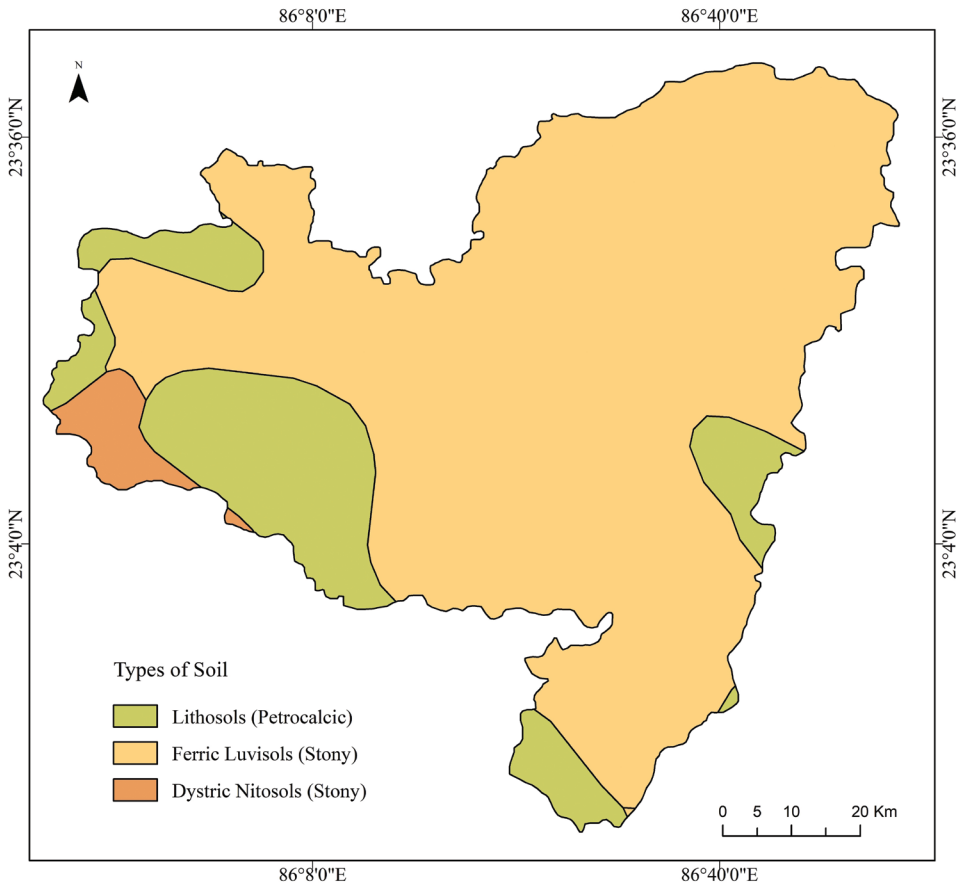 86°8'0"E
86°40'0"E
N
23°36'0"N
23°36'0"N
23°4'0"N
23°4'0"N
Types of Soil
Lithosols (Petrocalcic)
Ferric Luvisols (Stony)
Dystric Nitosols (Stony)
0 5 10 20 Km
86°8'0"E
86°40'0"E